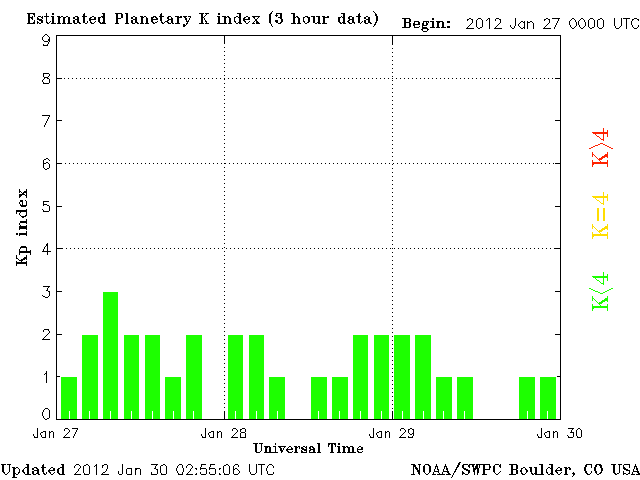 Estimated Planetary K index (3 hour data) Begin: 2012 Jan 27 0000 UTC
9
8
7
6
5
4
3
2
1
0
Kp index
K>4
K=4
K<4
Jan 27 Jan 28 Jan 29 Jan 30
Universal Time
Updated 2012 Jan 30 02:55:06 UTC NOAA/SWPC Boulder, CO USA